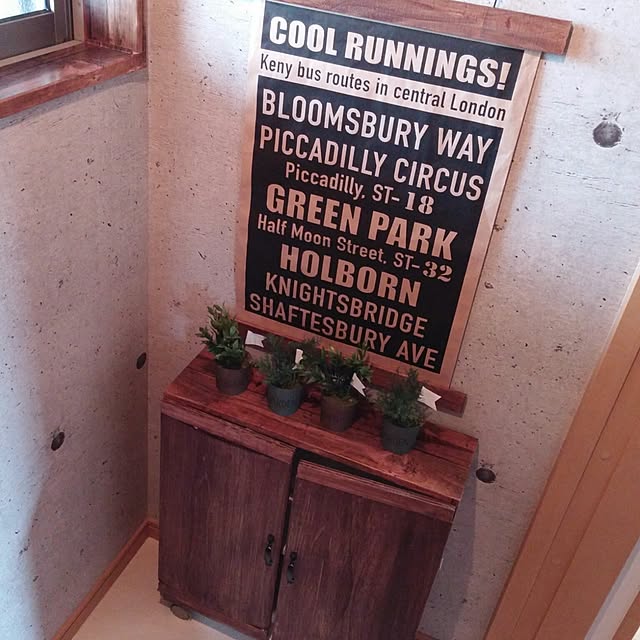 COOL RUNNINGS!
Keny bus routes in central London
BLOOMSBURY WAY
PICCADILLY CIRCUS
Piccadilly, ST-18
GREEN PARK
Half Moon Street, ST-32
HOLBORN
KNIGHTSBRIDGE
SHAFTESBURY AVE